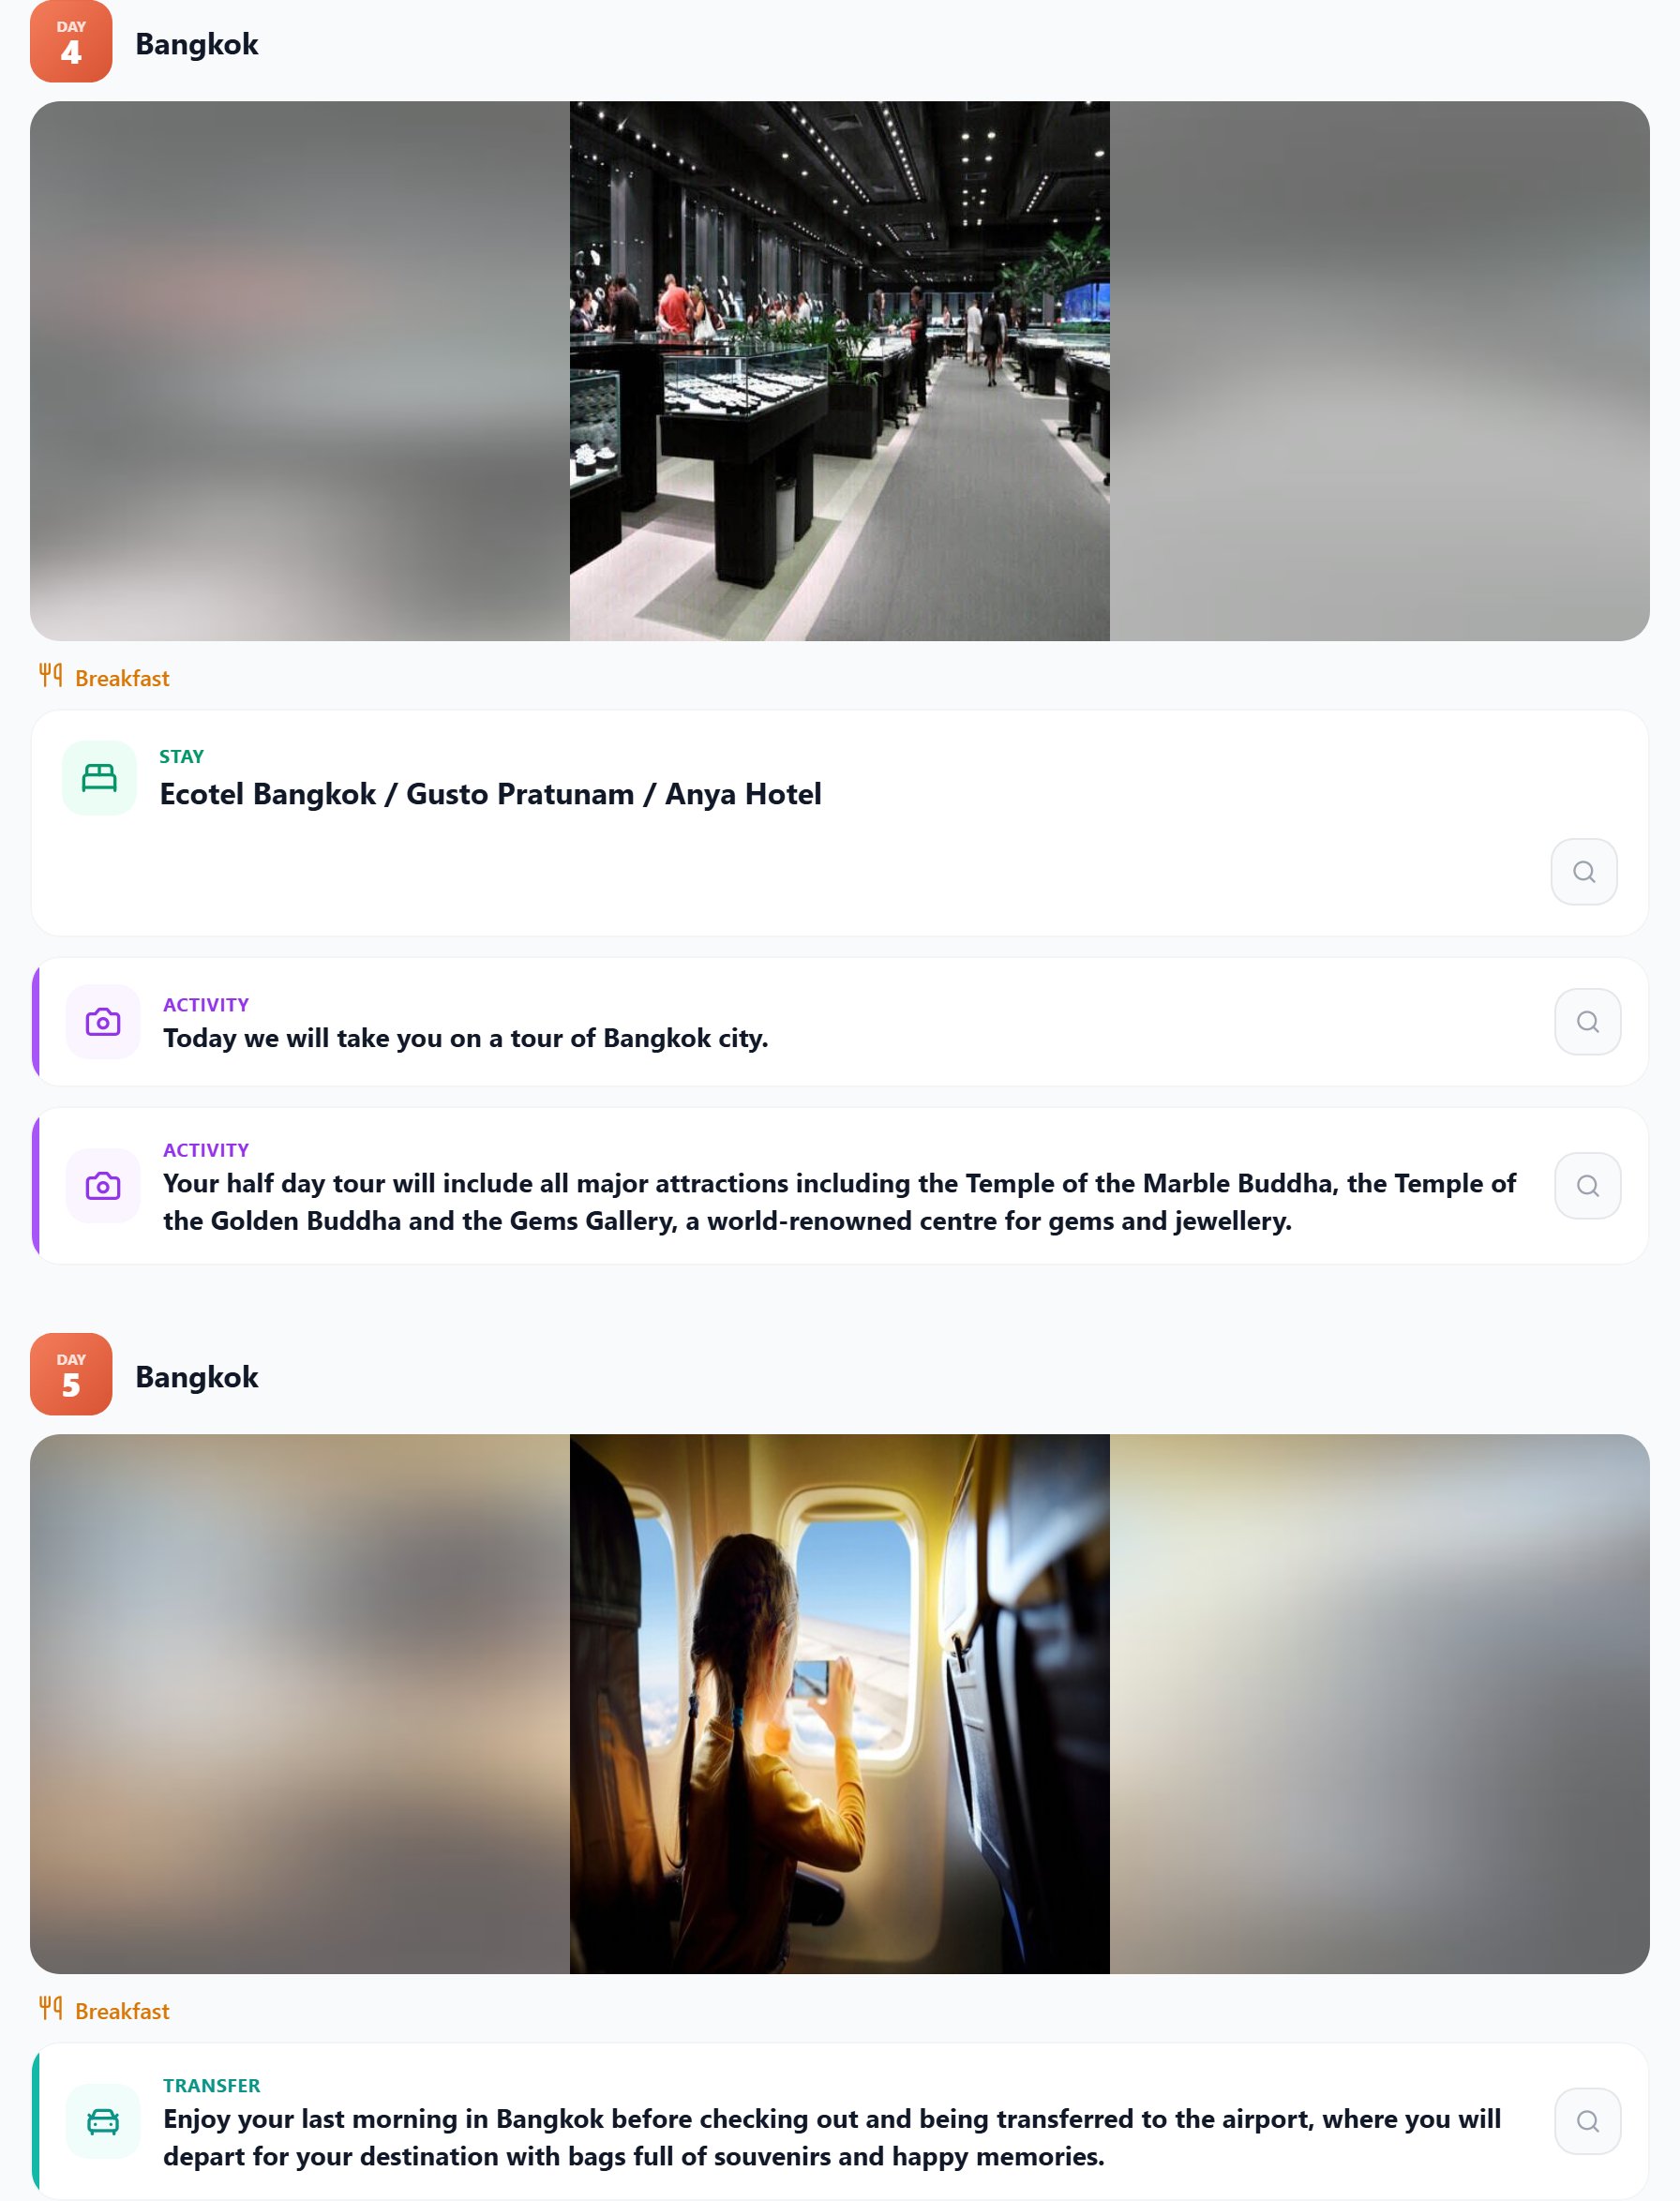 DAY
4
Bangkok
Breakfast
STAY
Ecotel Bangkok / Gusto Pratunam / Anya Hotel
ACTIVITY
Today we will take you on a tour of Bangkok city.
ACTIVITY
Your half day tour will include all major attractions including the Temple of the Marble Buddha, the Temple of
the Golden Buddha and the Gems Gallery, a world-renowned centre for gems and jewellery.
DAY
5
Bangkok
Breakfast
TRANSFER
Enjoy your last morning in Bangkok before checking out and being transferred to the airport, where you will
depart for your destination with bags full of souvenirs and happy memories.